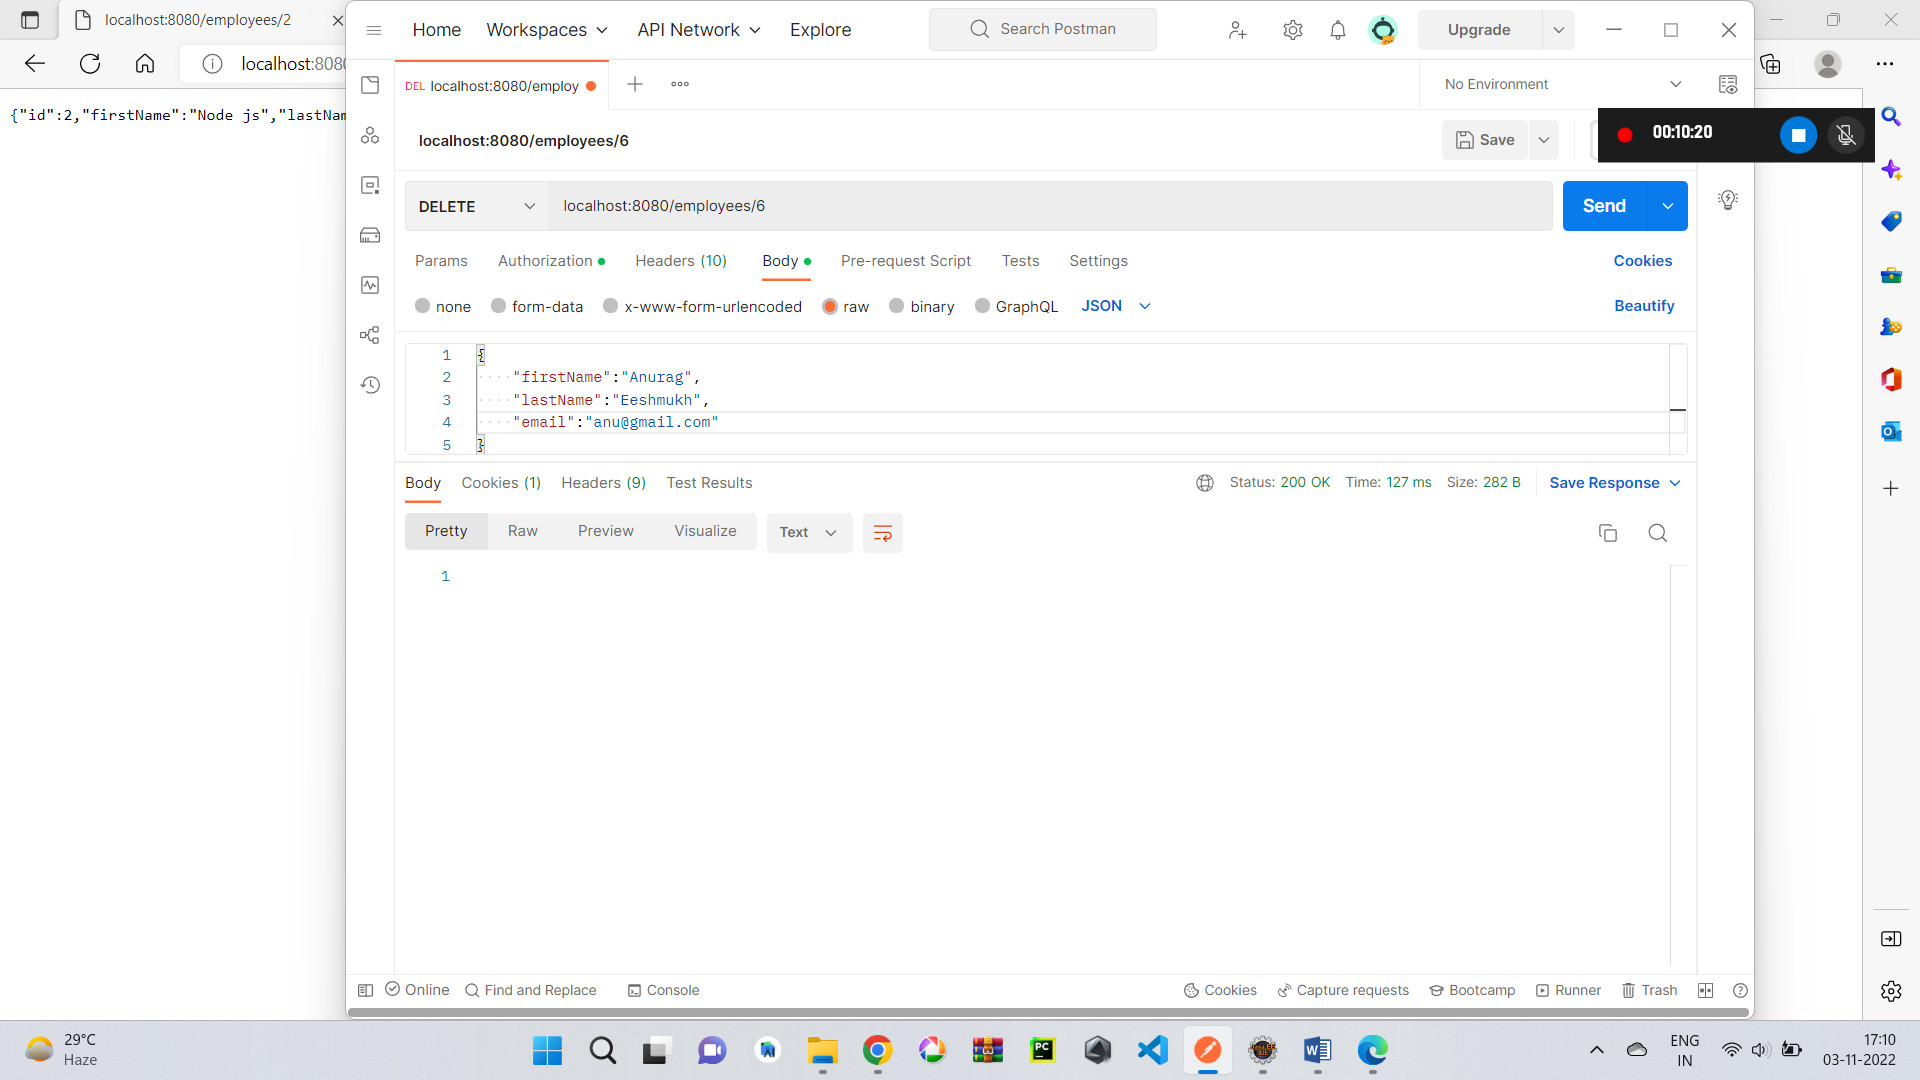 localhost:8080/employees/2
localhost:8080
{"id":2,"firstName":"Node js","lastNam
Home Workspaces API Network Explore Search Postman Upgrade
DEL localhost:8080/employ No Environment
localhost:8080/employees/6 Save
00:10:20
DELETE localhost:8080/employees/6 Send
Params Authorization Headers (10) Body Pre-request Script Tests Settings Cookies
none form-data x-www-form-urlencoded raw binary GraphQL JSON Beautify
1 {
2 "firstName":"Anurag",
3 "lastName":"Eeshmukh",
4 "email":"anu@gmail.com"
5 }
Body Cookies (1) Headers (9) Test Results Status: 200 OK Time: 127 ms Size: 282 B Save Response
Pretty Raw Preview Visualize Text
1
Online Find and Replace Console Cookies Capture requests Bootcamp Runner Trash
29°C
Haze
PC
ENG
IN
17:10
03-11-2022